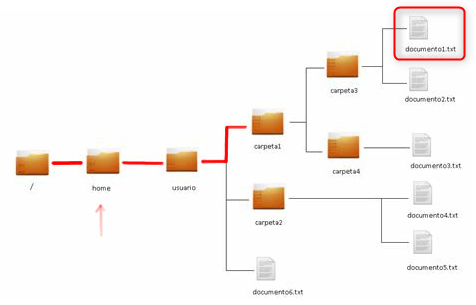 documento1.txt
carpeta3
documento2.txt
carpeta1
carpeta4
documento3.txt
/
home
usuario
carpeta2
documento4.txt
documento5.txt
documento6.txt